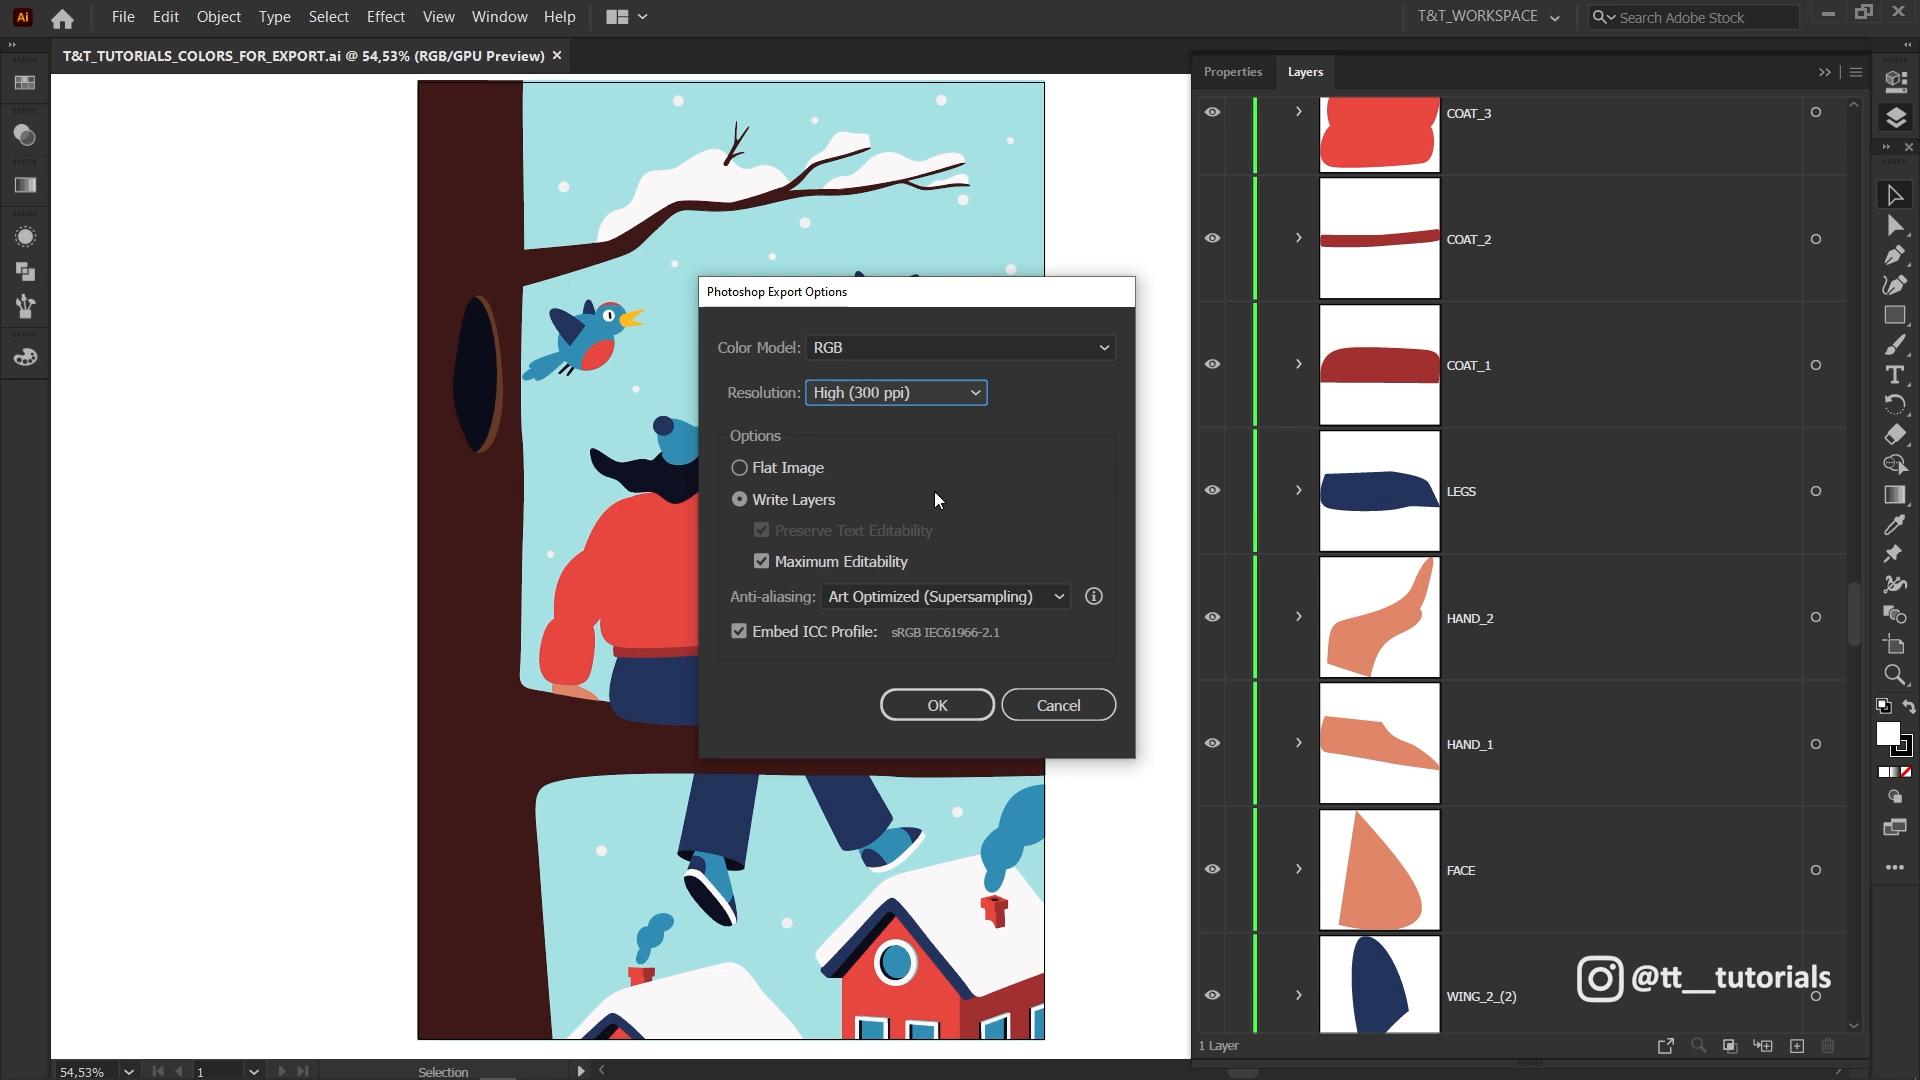 Ai File Edit Object Type Select Effect View Window Help T&T_WORKSPACE Search Adobe Stock
T&T_TUTORIALS_COLORS_FOR_EXPORT.ai @ 54,53% (RGB/GPU Preview) ×
Properties Layers
COAT_3
COAT_2
COAT_1
LEGS
HAND_2
HAND_1
FACE
WING_2_(2)
Photoshop Export Options
Color Model: RGB
Resolution: High (300 ppi)
Options
Flat Image
Write Layers
Preserve Text Editability
Maximum Editability
Anti-aliasing: Art Optimized (Supersampling)
Embed ICC Profile: sRGB IEC61966-2.1
OK Cancel
@tt__tutorials
1 Layer
54,53% 1 Selection